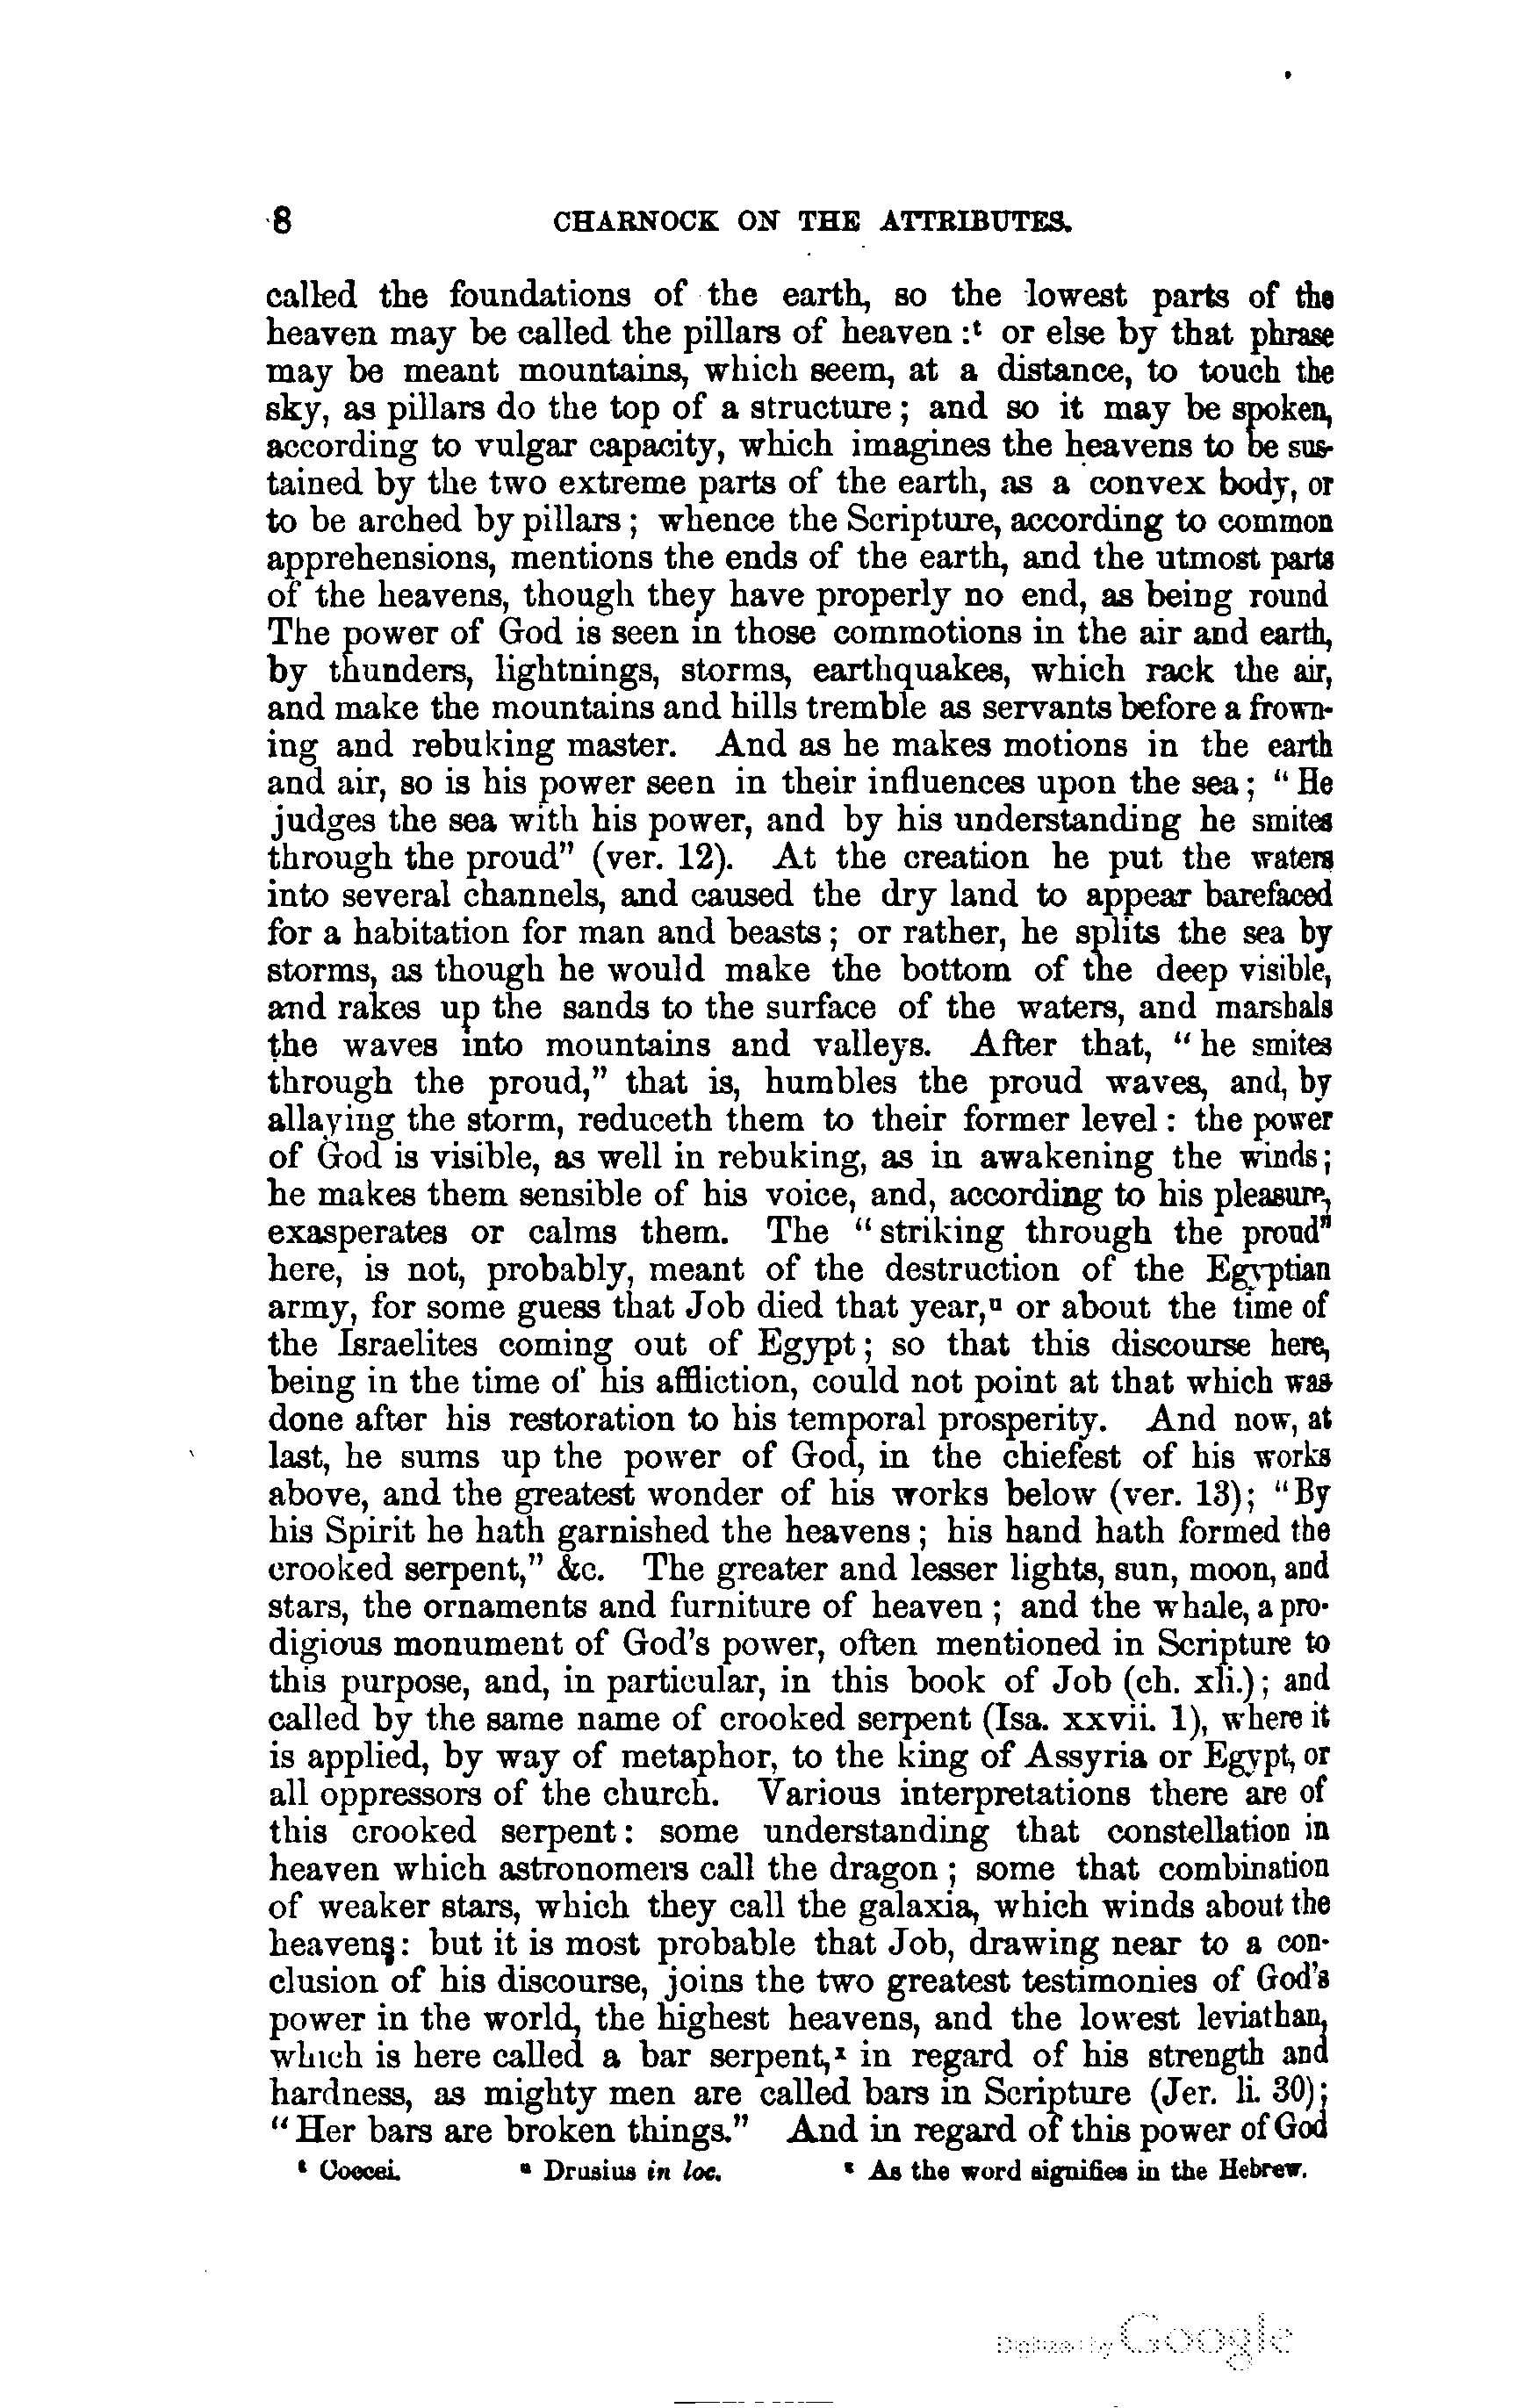 8 CHARNOCK ON THE ATTRIBUTES.
called the foundations of the earth, so the lowest parts of the
heaven may be called the pillars of heaven :ᵗ or else by that phrase
may be meant mountains, which seem, at a distance, to touch the
sky, as pillars do the top of a structure; and so it may be spoken,
according to vulgar capacity, which imagines the heavens to be sus-
tained by the two extreme parts of the earth, as a convex body, or
to be arched by pillars; whence the Scripture, according to common
apprehensions, mentions the ends of the earth, and the utmost parts
of the heavens, though they have properly no end, as being round
The power of God is seen in those commotions in the air and earth,
by thunders, lightnings, storms, earthquakes, which rack the air,
and make the mountains and hills tremble as servants before a frown-
ing and rebuking master. And as he makes motions in the earth
and air, so is his power seen in their influences upon the sea; "He
judges the sea with his power, and by his understanding he smites
through the proud" (ver. 12). At the creation he put the waters
into several channels, and caused the dry land to appear barefaced
for a habitation for man and beasts; or rather, he splits the sea by
storms, as though he would make the bottom of the deep visible,
and rakes up the sands to the surface of the waters, and marshals
the waves into mountains and valleys. After that, "he smites
through the proud," that is, humbles the proud waves, and, by
allaying the storm, reduceth them to their former level: the power
of God is visible, as well in rebuking, as in awakening the winds;
he makes them sensible of his voice, and, according to his pleasure,
exasperates or calms them. The "striking through the proud"
here, is not, probably, meant of the destruction of the Egyptian
army, for some guess that Job died that year,ᵘ or about the time of
the Israelites coming out of Egypt; so that this discourse here,
being in the time of his affliction, could not point at that which was
done after his restoration to his temporal prosperity. And now, at
last, he sums up the power of God, in the chiefest of his works
above, and the greatest wonder of his works below (ver. 13); "By
his Spirit he hath garnished the heavens; his hand hath formed the
crooked serpent," &c. The greater and lesser lights, sun, moon, and
stars, the ornaments and furniture of heaven; and the whale, a pro-
digious monument of God's power, often mentioned in Scripture to
this purpose, and, in particular, in this book of Job (ch. xli.); and
called by the same name of crooked serpent (Isa. xxvii. 1), where it
is applied, by way of metaphor, to the king of Assyria or Egypt, or
all oppressors of the church. Various interpretations there are of
this crooked serpent: some understanding that constellation in
heaven which astronomers call the dragon; some that combination
of weaker stars, which they call the galaxia, which winds about the
heavens: but it is most probable that Job, drawing near to a con-
clusion of his discourse, joins the two greatest testimonies of God's
power in the world, the highest heavens, and the lowest leviathan,
which is here called a bar serpent,ˣ in regard of his strength and
hardness, as mighty men are called bars in Scripture (Jer. li. 30);
"Her bars are broken things." And in regard of this power of God
ᵗ Coccei. ᵘ Drusius in loc. ˣ As the word signifies in the Hebrew.
Digitized by Google